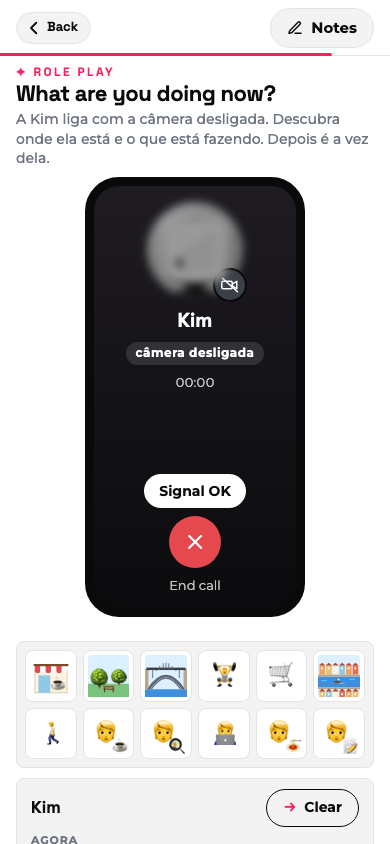 Back
Notes
ROLE PLAY
What are you doing now?
A Kim liga com a câmera desligada. Descubra
onde ela está e o que está fazendo. Depois é a vez
dela.
Kim
câmera desligada
00:00
Signal OK
End call
Kim
Clear
AGORA